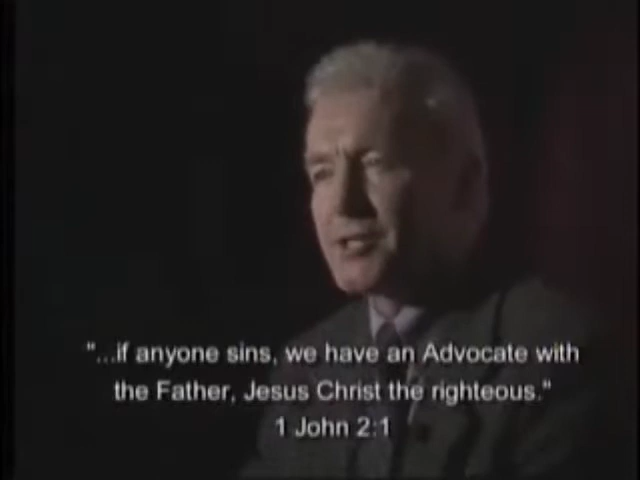 "...if anyone sins, we have an Advocate with
the Father, Jesus Christ the righteous."
1 John 2:1